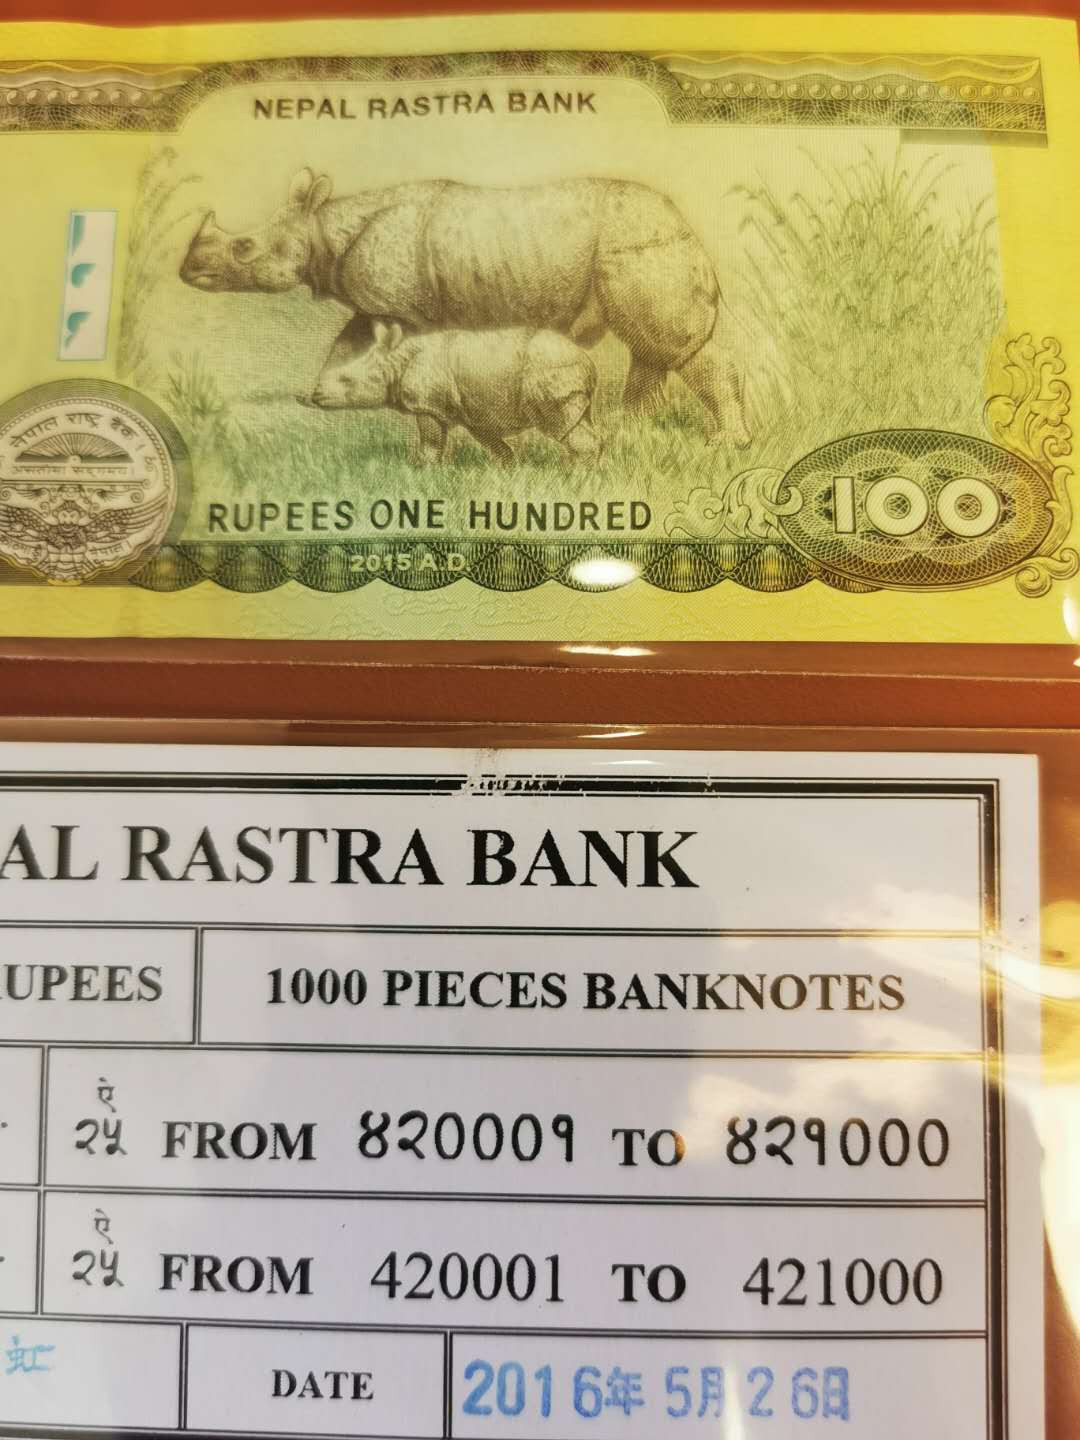 NEPAL RASTRA BANK
नेपाल राष्ट्र बैंक
RUPEES ONE HUNDRED
100
2015 A.D.
AL RASTRA BANK
UPEES 1000 PIECES BANKNOTES
ऐ
२५ FROM ४२०००१ TO ४२१०००
ऐ
२५ FROM 420001 TO 421000
虹 DATE 2016年 5月 26日